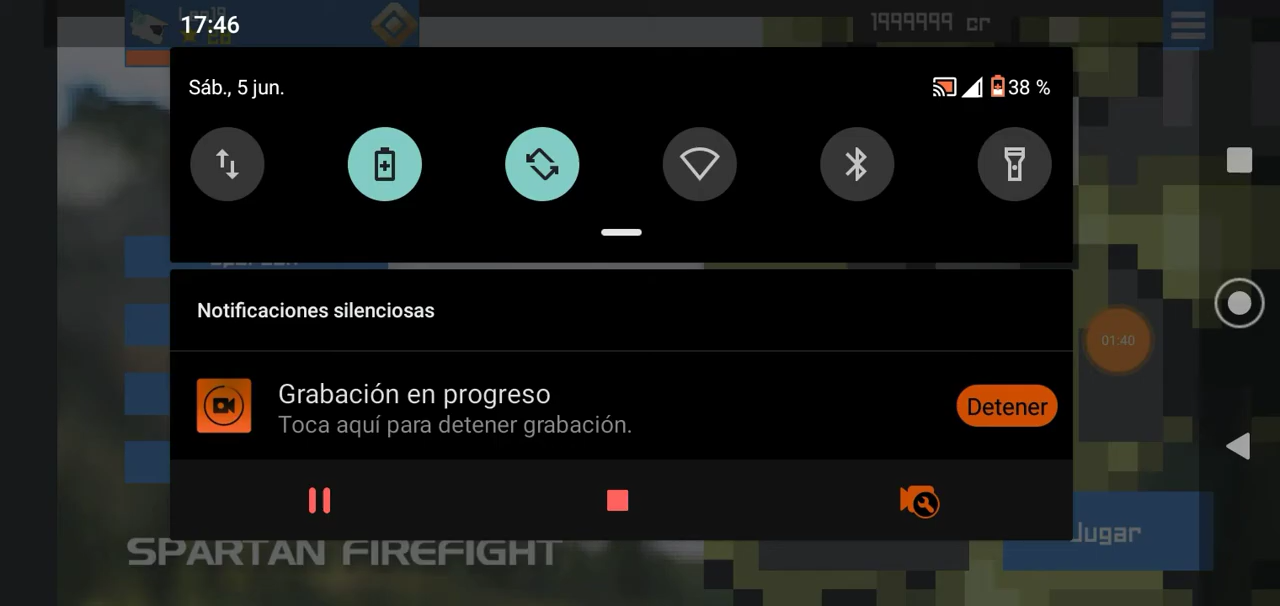 17:46
1999999 cr
Sáb., 5 jun.
38 %
Notificaciones silenciosas
01:40
Grabación en progreso
Toca aquí para detener grabación.
Detener
Jugar
SPARTAN FIREFIGHT